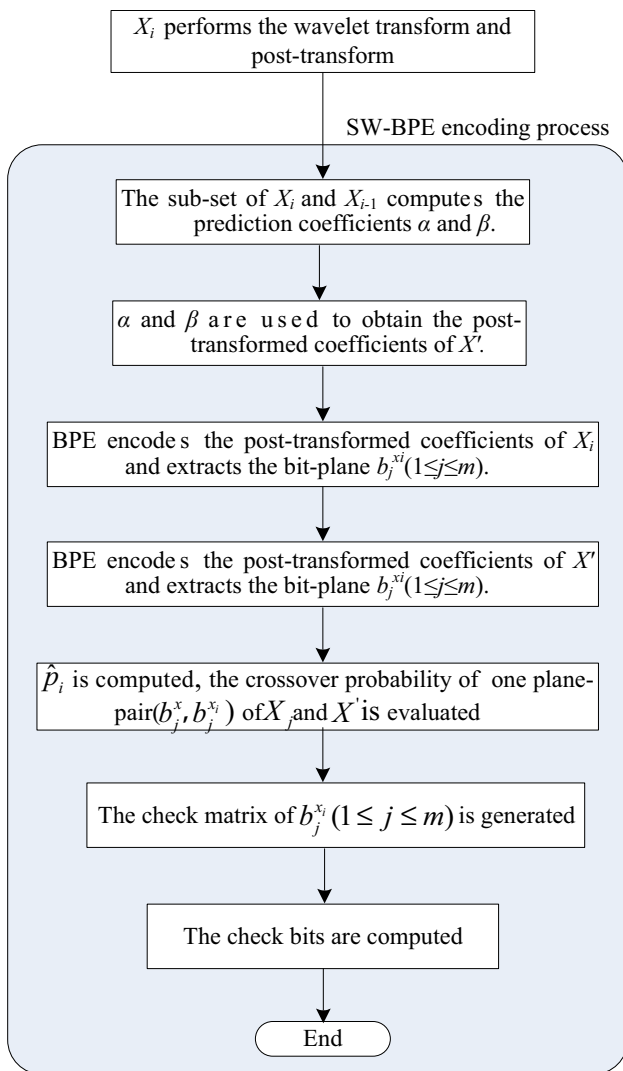 X_i performs the wavelet transform and
post-transform
SW-BPE encoding process
The sub-set of X_i and X_{i-1} computes the
prediction coefficients α and β.
α and β are used to obtain the post-
transformed coefficients of X′.
BPE encodes the post-transformed coefficients of X_i
and extracts the bit-plane b_j^{xi}(1≤j≤m).
BPE encodes the post-transformed coefficients of X′
and extracts the bit-plane b_j^{xi}(1≤j≤m).
p̂_i is computed, the crossover probability of one plane-
pair(b_j^x, b_j^{x_i}) of X_j and X' is evaluated
The check matrix of b_j^{x_i}(1 ≤ j ≤ m) is generated
The check bits are computed
End